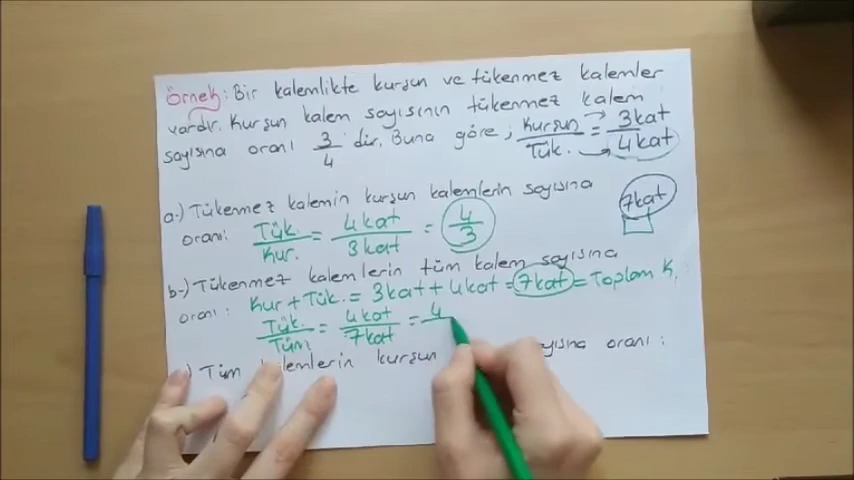 Örnek: Bir kalemlikte kurşun ve tükenmez kalemler
vardır. Kurşun kalem sayısının tükenmez kalem
sayısına oranı 3/4 'dir. Buna göre; Kurşun/Tük. = 3kat/4kat
a-) Tükenmez kalemin kurşun kalemlerin sayısına
oranı: Tük./Kur. = 4kat/3kat = 4/3
7kat
b-) Tükenmez kalemlerin tüm kalem sayısına
oranı: Kur + Tük. = 3kat + 4kat = 7kat = Toplam K.
Tük./Tüm = 4kat/7kat = 4
) Tüm kalemlerin kurşun sayısına oranı: